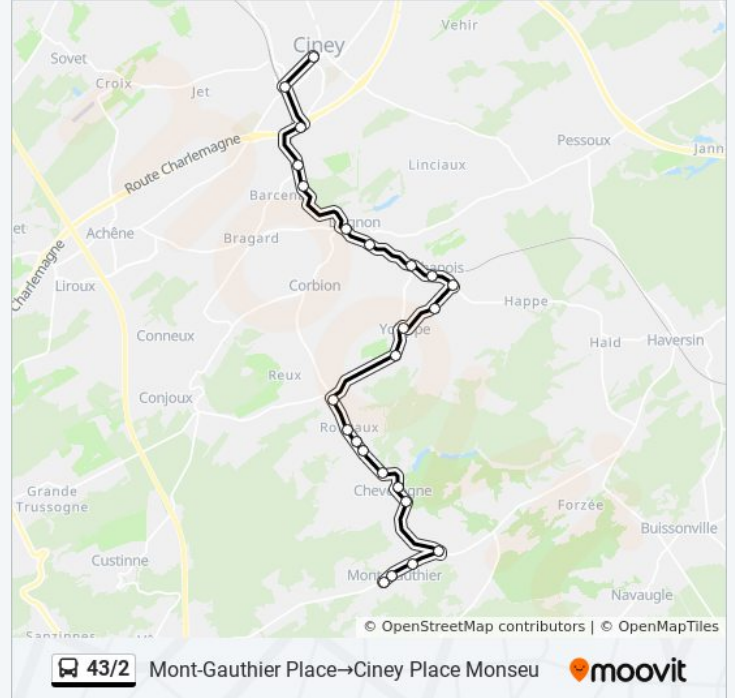 Vehir
Ciney
Sovet
Croix
Jet
Pessoux
Jann
Route Charlemagne
Linciaux
Barcen
et
Achêne
Bragard
Charlemagne
Liroux
Corbion
Happe
Conneux
Haid
Haversin
Reux
Conjoux
Grande
Trussogne
Forzée
Buissonville
Custinne
Navaugle
© OpenStreetMap contributors | © OpenMapTiles
43/2 Mont-Gauthier Place→Ciney Place Monseu moovit